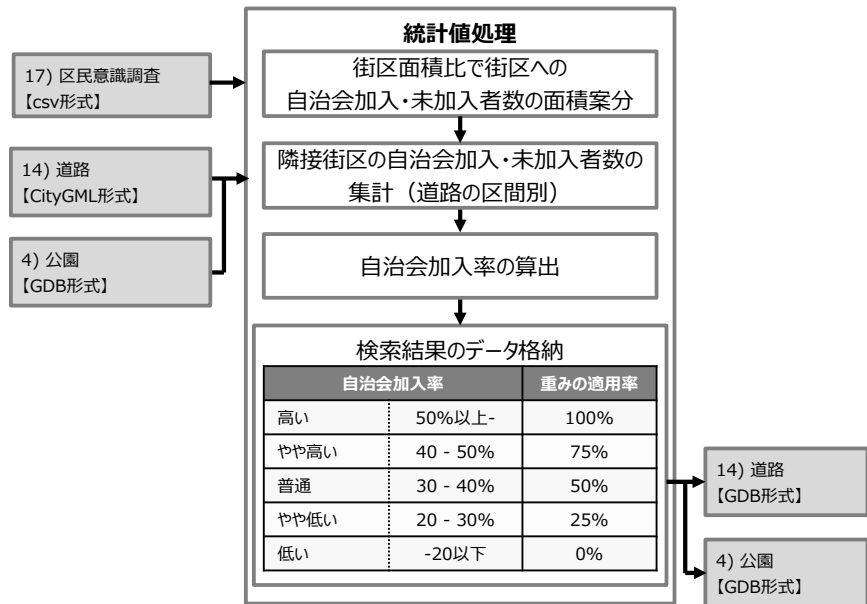 統計値処理
17) 区民意識調査
【csv形式】
街区面積比で街区への
自治会加入・未加入者数の面積案分
14) 道路
【CityGML形式】
隣接街区の自治会加入・未加入者数の
集計（道路の区間別）
4) 公園
【GDB形式】
自治会加入率の算出
検索結果のデータ格納
自治会加入率 重みの適用率
高い 50%以上- 100%
やや高い 40 - 50% 75%
普通 30 - 40% 50%
やや低い 20 - 30% 25%
低い -20以下 0%
14) 道路
【GDB形式】
4) 公園
【GDB形式】